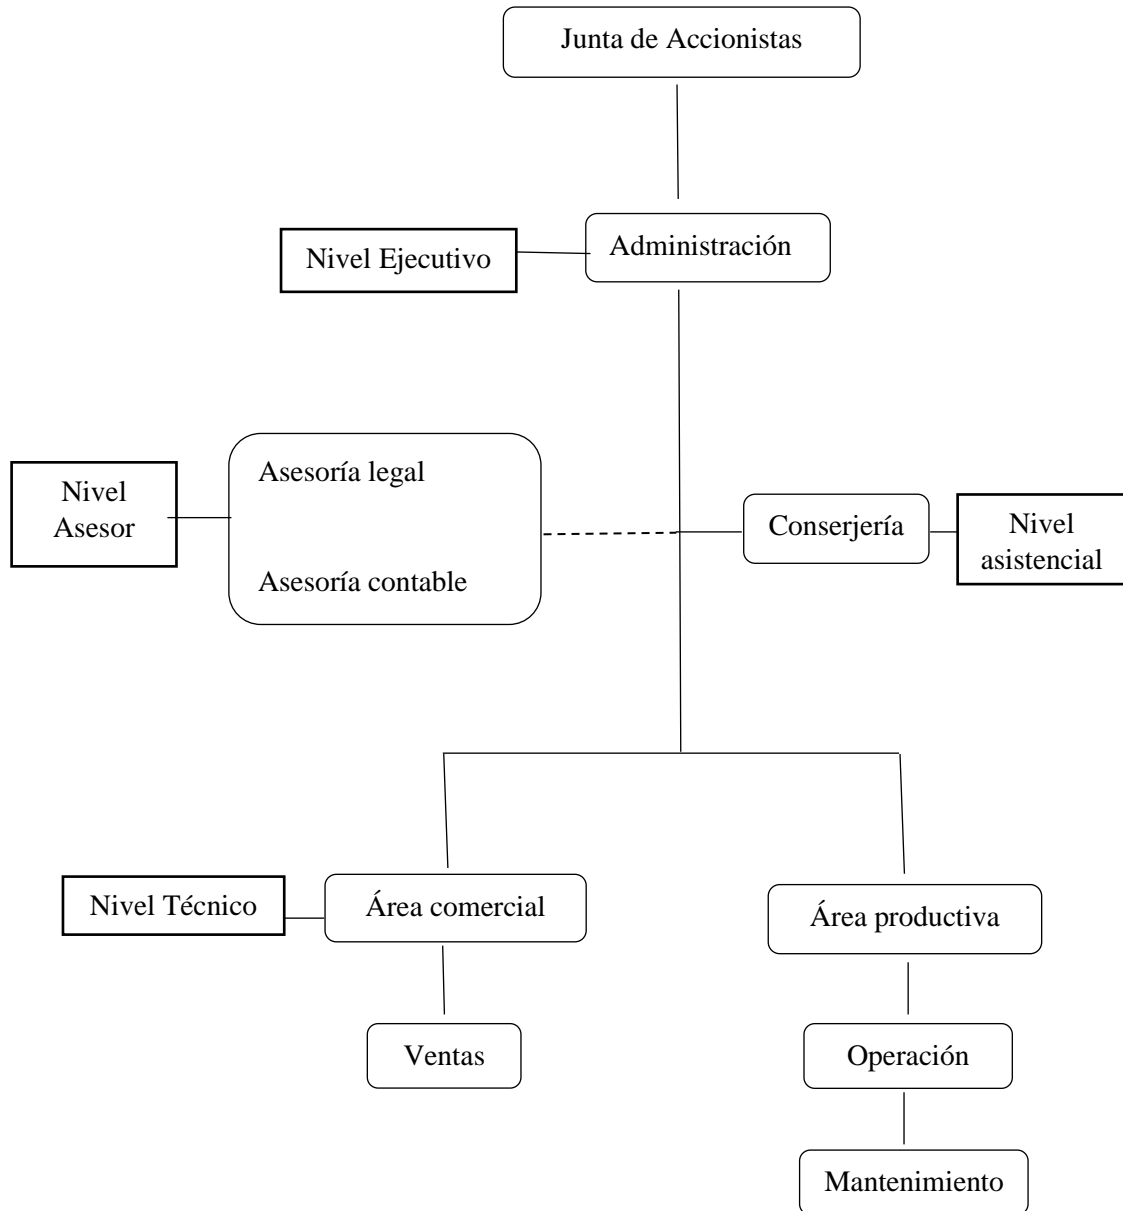 Junta de Accionistas
Administración
Nivel Ejecutivo
Asesoría legal
Nivel
Asesor
Asesoría contable
Conserjería
Nivel
asistencial
Nivel Técnico
Área comercial
Área productiva
Ventas
Operación
Mantenimiento